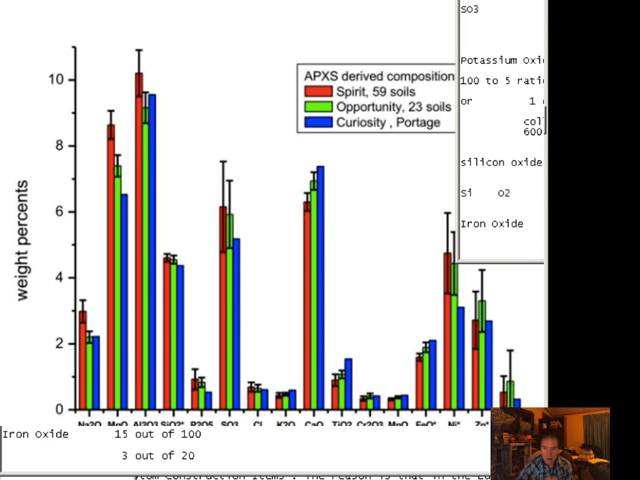 SO3
Potassium Oxi
100 to 5 rati
or 1
col
600
silicon oxide
Si O2
Iron Oxide
APXS derived composition
Spirit, 59 soils
Opportunity, 23 soils
Curiosity , Portage
weight percents
10
8
6
4
2
0
Na2O MgO Al2O3 SiO2* P2O5 SO3 Cl K2O CaO TiO2 Cr2O3 MnO FeO* Ni* Zn*
Iron Oxide 15 out of 100
3 out of 20